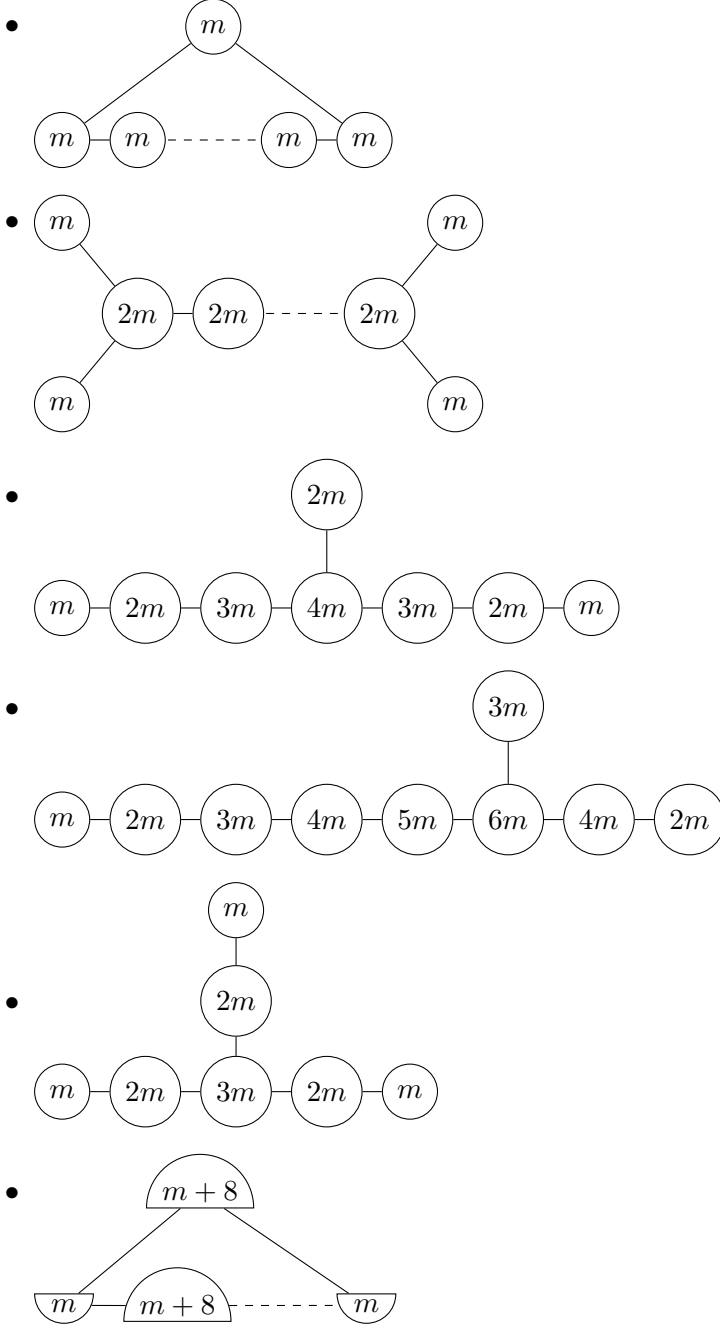 m
m m m m
m m
2m 2m 2m
m m
2m
m 2m 3m 4m 3m 2m m
3m
m 2m 3m 4m 5m 6m 4m 2m
m
2m
m 2m 3m 2m m
m + 8
m m + 8 m